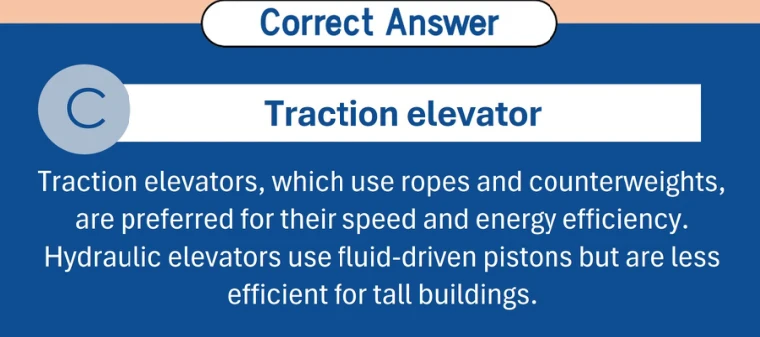 Correct Answer
C
Traction elevator
Traction elevators, which use ropes and counterweights,
are preferred for their speed and energy efficiency.
Hydraulic elevators use fluid-driven pistons but are less
efficient for tall buildings.